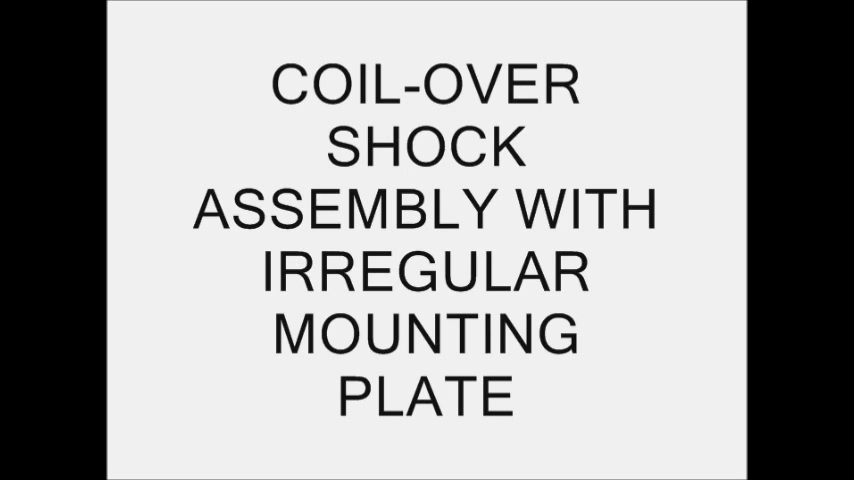 COIL-OVER
SHOCK
ASSEMBLY WITH
IRREGULAR
MOUNTING
PLATE